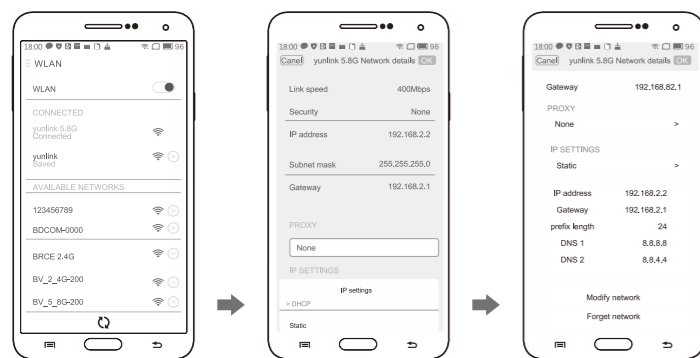 18:00 96
WLAN
WLAN
CONNECTED
yunlink 5.8G
Connected
yunlink
Saved
AVAILABLE NETWORKS
123456789
BDCOM-0000
BRCE 2.4G
BV_2_4G-200
BV_5_8G-200
18:00 96
Canel yunlink 5.8G Network details OK
Link speed 400Mbps
Security None
IP address 192.168.2.2
Subnet mask 255,255,255,0
Gateway 192.168.2.1
PROXY
None
IP SETTINGS
IP settings
> DHCP
Static
18:00 96
Canel yunlink 5.8G Network details OK
Gateway 192.168.82.1
PROXY
None >
IP SETTINGS
Static >
IP address 192.168.2.2
Gateway 192,168,2,1
prefix length 24
DNS 1 8,8,8,8
DNS 2 8,8,4,4
Modify network
Forget network